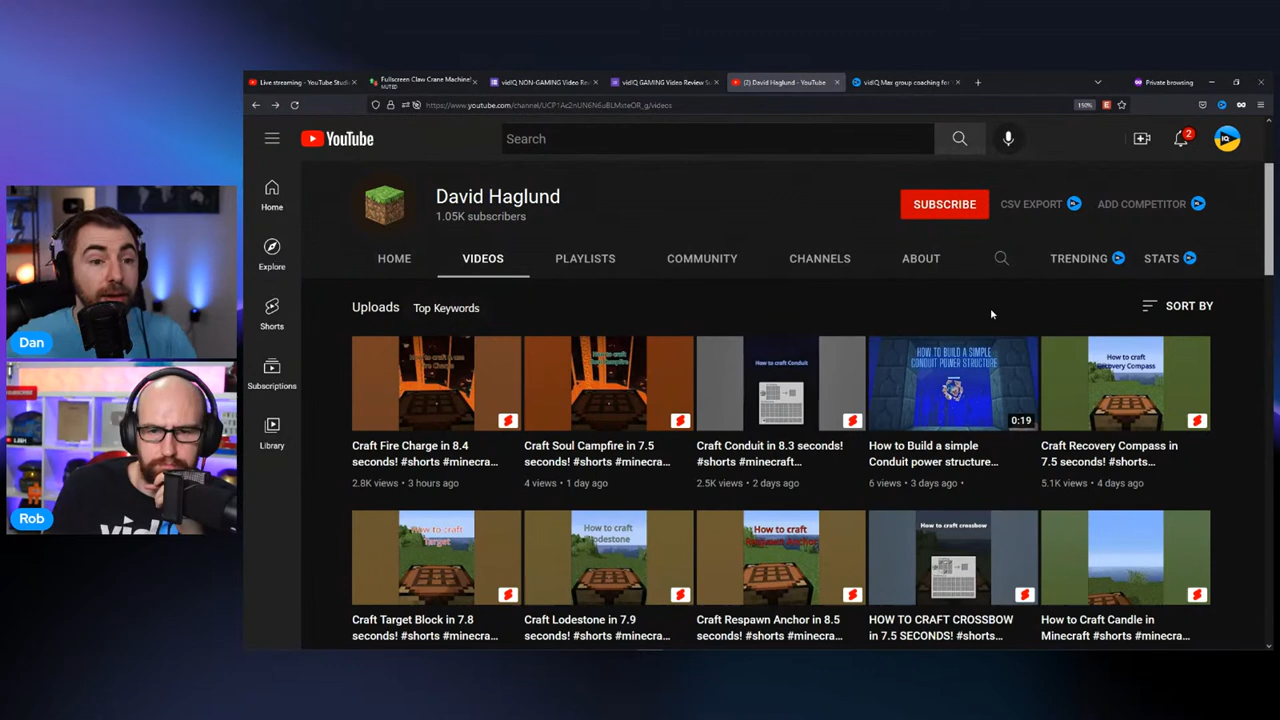 Live streaming - YouTube Studi
Fullscreen Claw Crane Machine!
MUTED
vidIQ NON-GAMING Video Re
vidIQ GAMING Video Review Sc
(2) David Haglund - YouTube
vidIQ Max group coaching for
Private browsing
150%
YouTube
Search
2
David Haglund
1.05K subscribers
SUBSCRIBE
CSV EXPORT
ADD COMPETITOR
Home
HOME
VIDEOS
PLAYLISTS
COMMUNITY
CHANNELS
ABOUT
TRENDING
STATS
Explore
Shorts
Subscriptions
Library
Uploads
Top Keywords
SORT BY
How to craft Conduit
HOW TO BUILD A SIMPLE
CONDUIT POWER STRUCTURE
0:19
How to craft
Recovery Compass
Craft Fire Charge in 8.4
seconds! #shorts #minecra...
2.8K views • 3 hours ago
Craft Soul Campfire in 7.5
seconds! #shorts #minecra...
4 views • 1 day ago
Craft Conduit in 8.3 seconds!
#shorts #minecraft...
2.5K views • 2 days ago
How to Build a simple
Conduit power structure...
6 views • 3 days ago •
Craft Recovery Compass in
7.5 seconds! #shorts...
5.1K views • 4 days ago
How to craft
Target
How to craft
Lodestone
How to craft
Respawn Anchor
How to craft crossbow
Craft Target Block in 7.8
seconds! #shorts #minecra...
Craft Lodestone in 7.9
seconds! #shorts #minecra...
Craft Respawn Anchor in 8.5
seconds! #shorts #minecra...
HOW TO CRAFT CROSSBOW
in 7.5 SECONDS! #shorts...
How to Craft Candle in
Minecraft #shorts #minecra...
Dan
Rob